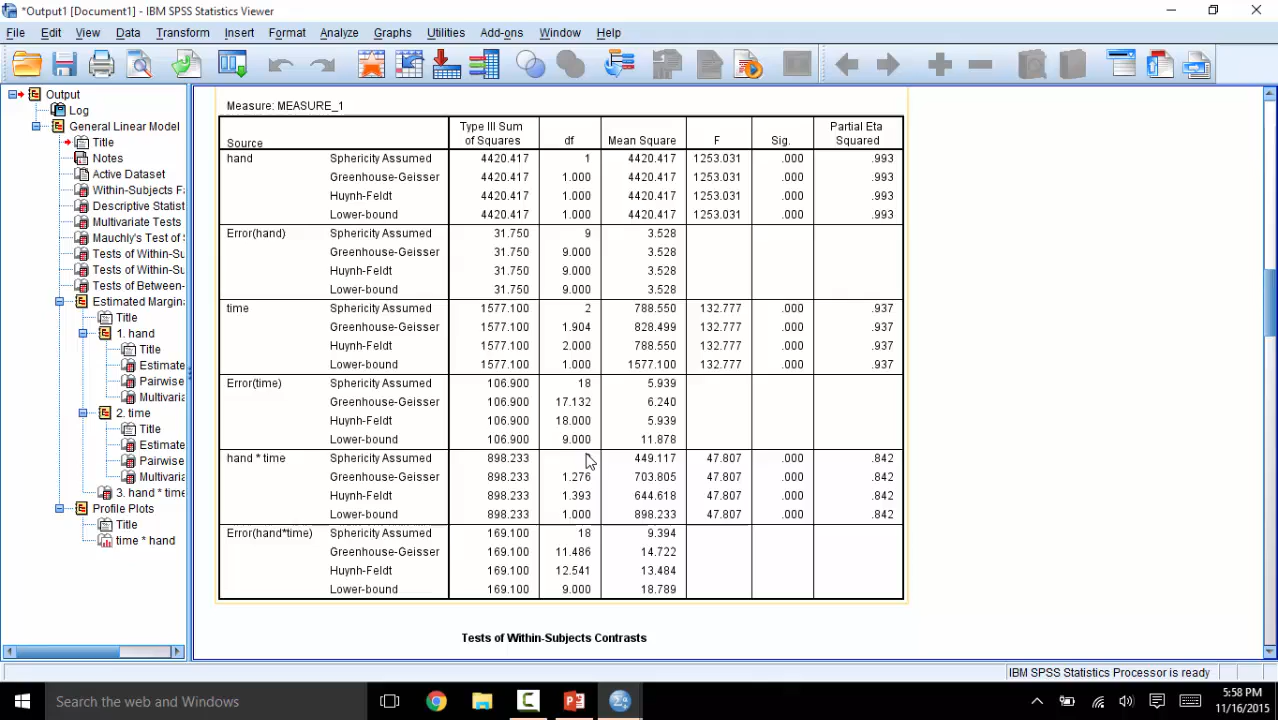 *Output1 [Document1] - IBM SPSS Statistics Viewer
File Edit View Data Transform Insert Format Analyze Graphs Utilities Add-ons Window Help
Output
Log
General Linear Model
Title
Notes
Active Dataset
Within-Subjects Fa
Descriptive Statist
Multivariate Tests
Mauchly's Test of S
Tests of Within-Su
Tests of Within-Su
Tests of Between-
Estimated Margina
Title
1. hand
Title
Estimate
Pairwise
Multivaria
2. time
Title
Estimate
Pairwise
Multivaria
3. hand * time
Profile Plots
Title
time * hand
Measure: MEASURE_1
Source Type III Sum of Squares df Mean Square F Sig. Partial Eta Squared
hand Sphericity Assumed 4420.417 1 4420.417 1253.031 .000 .993
Greenhouse-Geisser 4420.417 1.000 4420.417 1253.031 .000 .993
Huynh-Feldt 4420.417 1.000 4420.417 1253.031 .000 .993
Lower-bound 4420.417 1.000 4420.417 1253.031 .000 .993
Error(hand) Sphericity Assumed 31.750 9 3.528
Greenhouse-Geisser 31.750 9.000 3.528
Huynh-Feldt 31.750 9.000 3.528
Lower-bound 31.750 9.000 3.528
time Sphericity Assumed 1577.100 2 788.550 132.777 .000 .937
Greenhouse-Geisser 1577.100 1.904 828.499 132.777 .000 .937
Huynh-Feldt 1577.100 2.000 788.550 132.777 .000 .937
Lower-bound 1577.100 1.000 1577.100 132.777 .000 .937
Error(time) Sphericity Assumed 106.900 18 5.939
Greenhouse-Geisser 106.900 17.132 6.240
Huynh-Feldt 106.900 18.000 5.939
Lower-bound 106.900 9.000 11.878
hand * time Sphericity Assumed 898.233 449.117 47.807 .000 .842
Greenhouse-Geisser 898.233 1.276 703.805 47.807 .000 .842
Huynh-Feldt 898.233 1.393 644.618 47.807 .000 .842
Lower-bound 898.233 1.000 898.233 47.807 .000 .842
Error(hand*time) Sphericity Assumed 169.100 18 9.394
Greenhouse-Geisser 169.100 11.486 14.722
Huynh-Feldt 169.100 12.541 13.484
Lower-bound 169.100 9.000 18.789
Tests of Within-Subjects Contrasts
IBM SPSS Statistics Processor is ready
Search the web and Windows
5:58 PM
11/16/2015